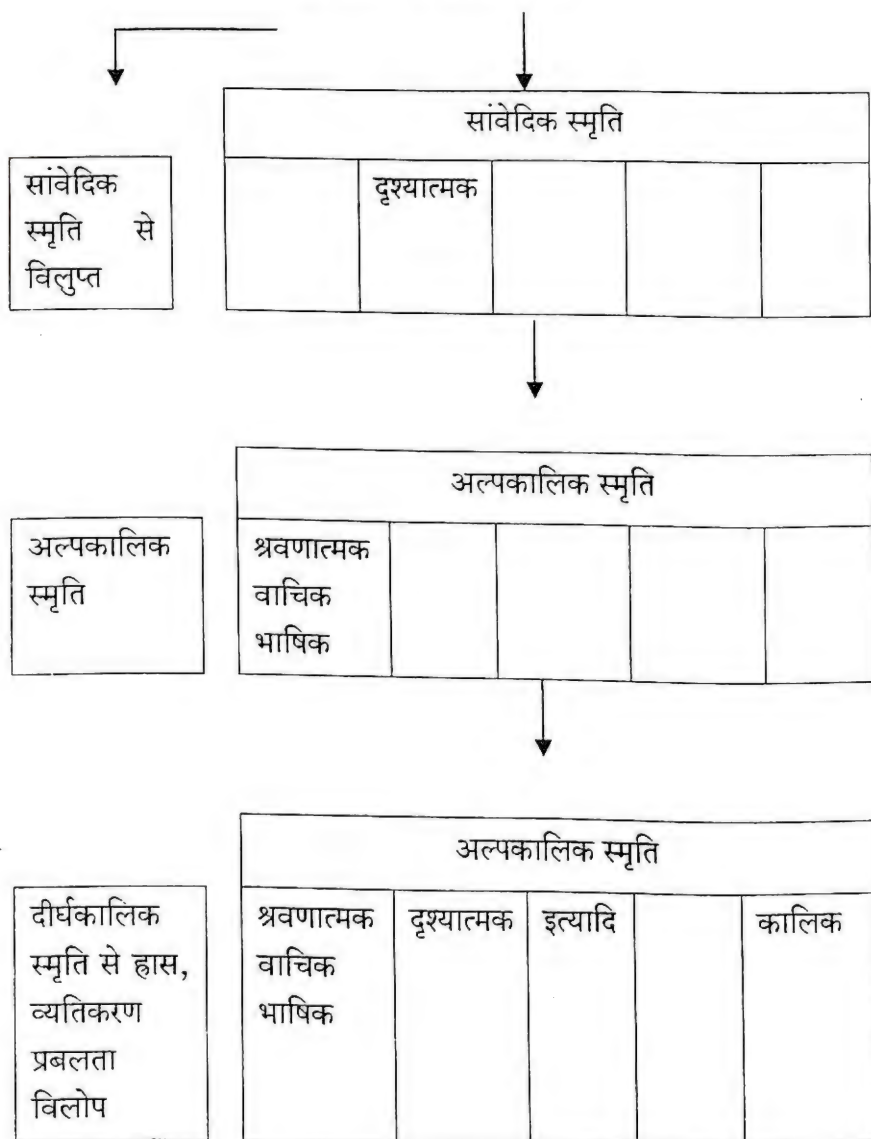 सांवेदिक स्मृति
सांवेदिक
स्मृति से
विलुप्त
दृश्यात्मक
अल्पकालिक स्मृति
अल्पकालिक
स्मृति
श्रवणात्मक
वाचिक
भाषिक
अल्पकालिक स्मृति
दीर्घकालिक
स्मृति से ह्रास,
व्यतिकरण
प्रबलता
विलोप
श्रवणात्मक
वाचिक
भाषिक
दृश्यात्मक
इत्यादि
कालिक